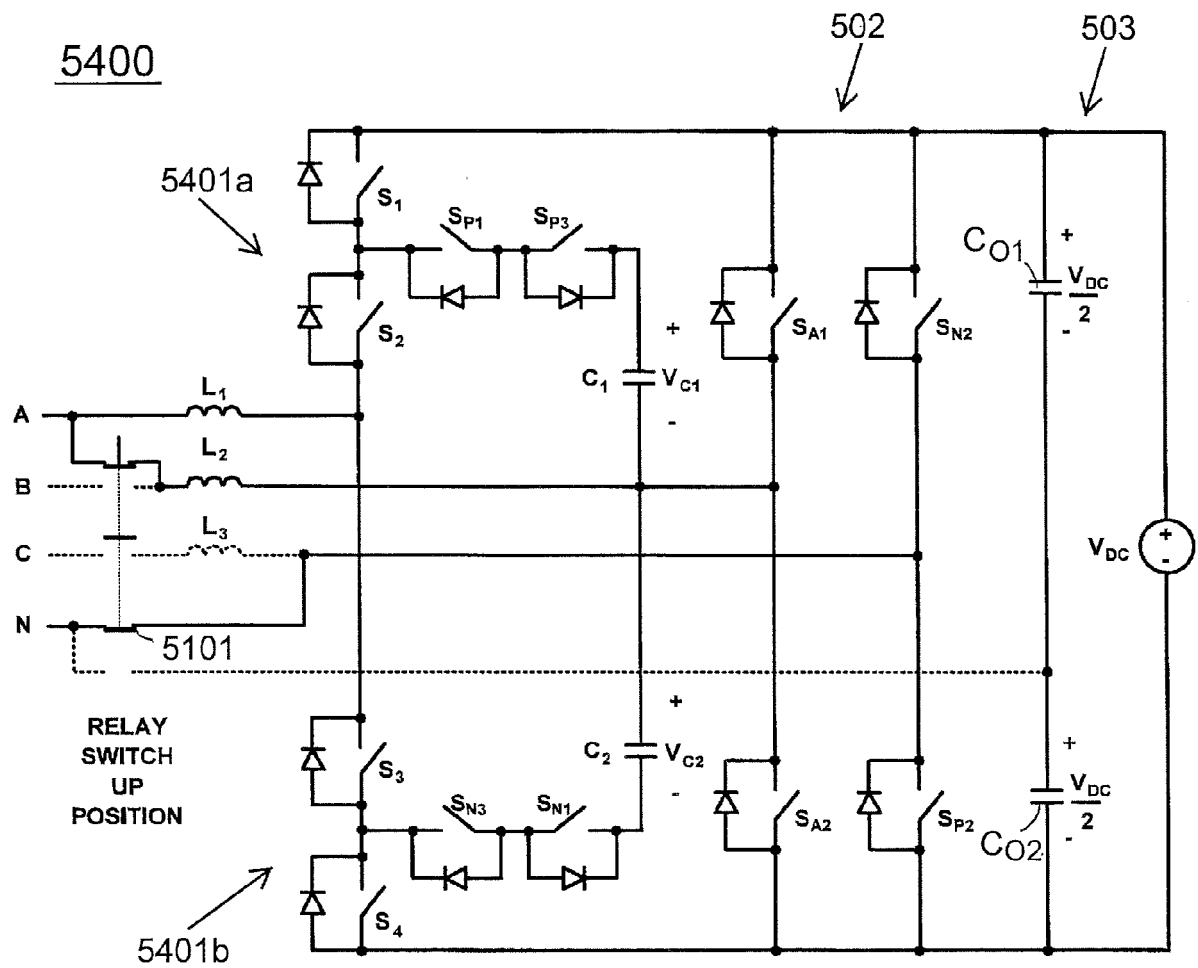 5400
502
503
5401a
S1
SP1
SP3
CO1
+
VDC
2
-
S2
+
C1
VC1
-
SA1
SN2
A
L1
L2
B
L3
C
VDC
+
-
N
5101
RELAY
SWITCH
UP
POSITION
S3
+
C2
VC2
-
+
VDC
2
-
SN3
SN1
SA2
SP2
CO2
S4
5401b